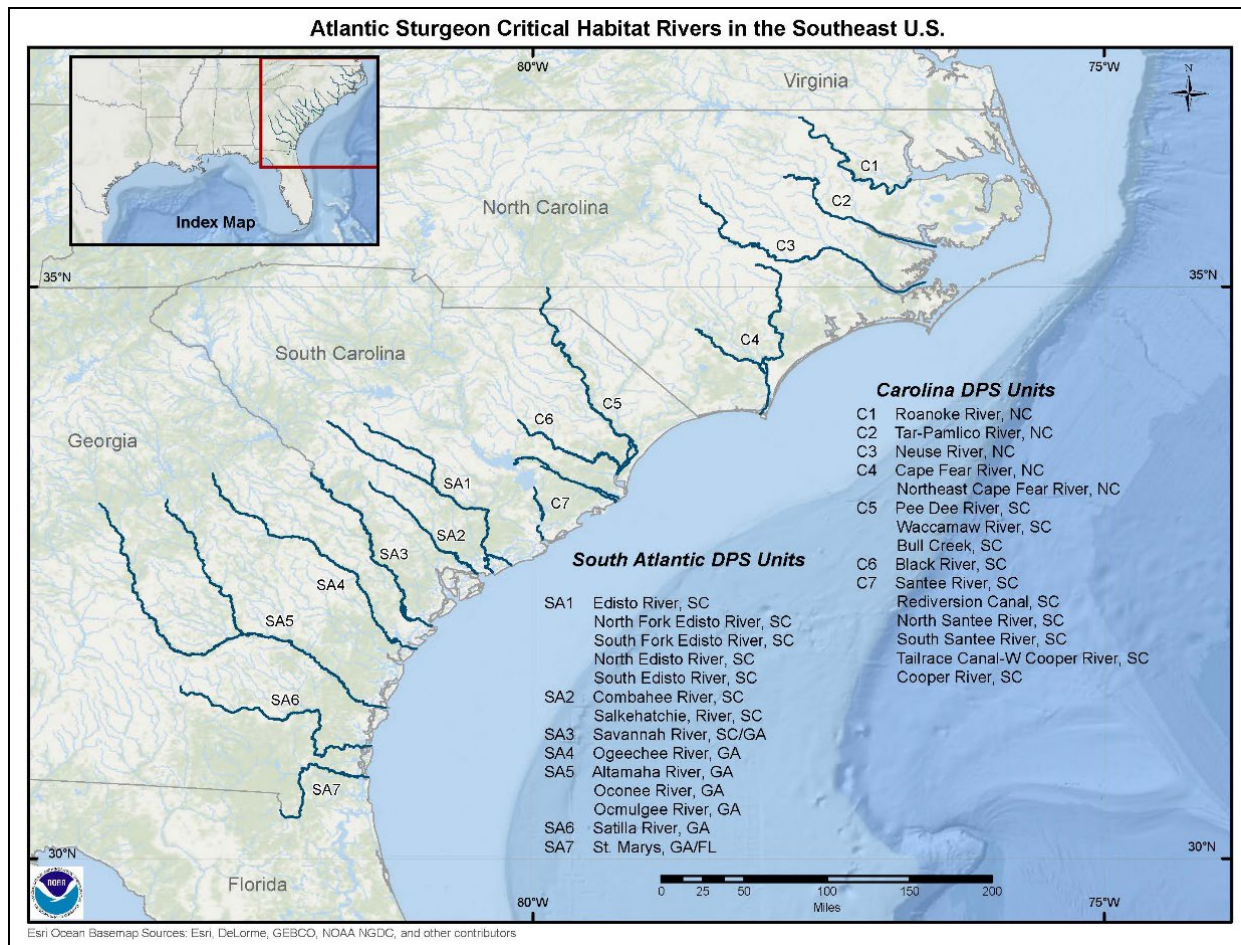 Atlantic Sturgeon Critical Habitat Rivers in the Southeast U.S.
80°W
75°W
Virginia
N
Index Map
North Carolina
C1
C2
C3
35°N
35°N
C4
South Carolina
C5
C6
Georgia
SA1
C7
SA2
SA3
SA4
SA5
SA6
SA7
Carolina DPS Units
C1 Roanoke River, NC
C2 Tar-Pamlico River, NC
C3 Neuse River, NC
C4 Cape Fear River, NC
Northeast Cape Fear River, NC
C5 Pee Dee River, SC
Waccamaw River, SC
Bull Creek, SC
C6 Black River, SC
C7 Santee River, SC
Rediversion Canal, SC
North Santee River, SC
South Santee River, SC
Tailrace Canal-W Cooper River, SC
Cooper River, SC
South Atlantic DPS Units
SA1 Edisto River, SC
North Fork Edisto River, SC
South Fork Edisto River, SC
North Edisto River, SC
South Edisto River, SC
SA2 Combahee River, SC
Salkehatchie, River, SC
SA3 Savannah River, SC/GA
SA4 Ogeechee River, GA
SA5 Altamaha River, GA
Oconee River, GA
Ocmulgee River, GA
SA6 Satilla River, GA
SA7 St. Marys, GA/FL
30°N
30°N
Florida
NOAA
0 25 50 100 150 200
Miles
80°W
75°W
Esri Ocean Basemap Sources: Esri, DeLorme, GEBCO, NOAA NGDC, and other contributors